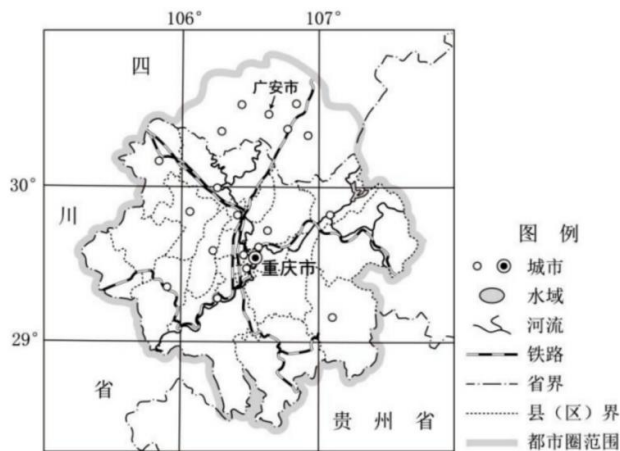 106° 107°
四
广安市
30°
川
重庆市
29°
省
贵州省
图例
城市
水域
河流
铁路
省界
县（区）界
都市圈范围